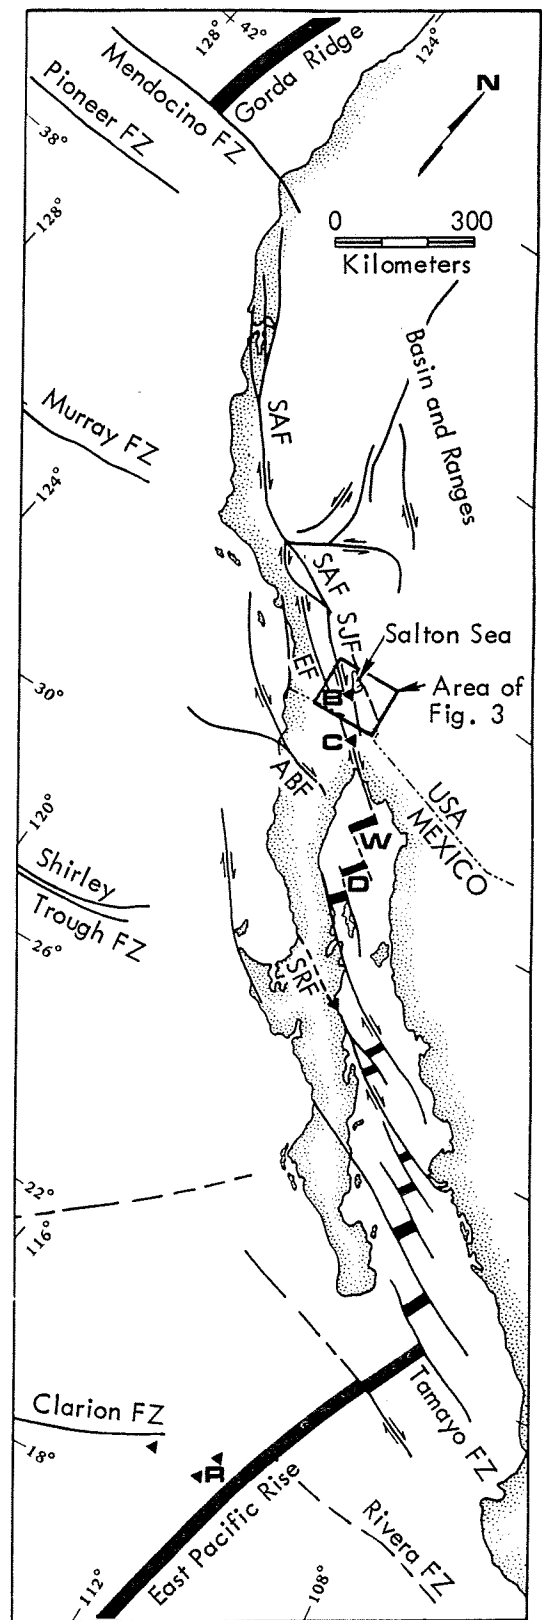 128°
42°
124°
Mendocino FZ
Gorda Ridge
Pioneer FZ
38°
N
128°
0 300
Kilometers
Basin and Ranges
Murray FZ
SAF
124°
SAF
SJF
Salton Sea
EF
30°
B
Area of
Fig. 3
C
ABF
USA
MEXICO
120°
W
Shirley
Trough FZ
D
26°
SRF
22°
116°
Clarion FZ
Tamayo FZ
18°
R
East Pacific Rise
Rivera FZ
112°
108°